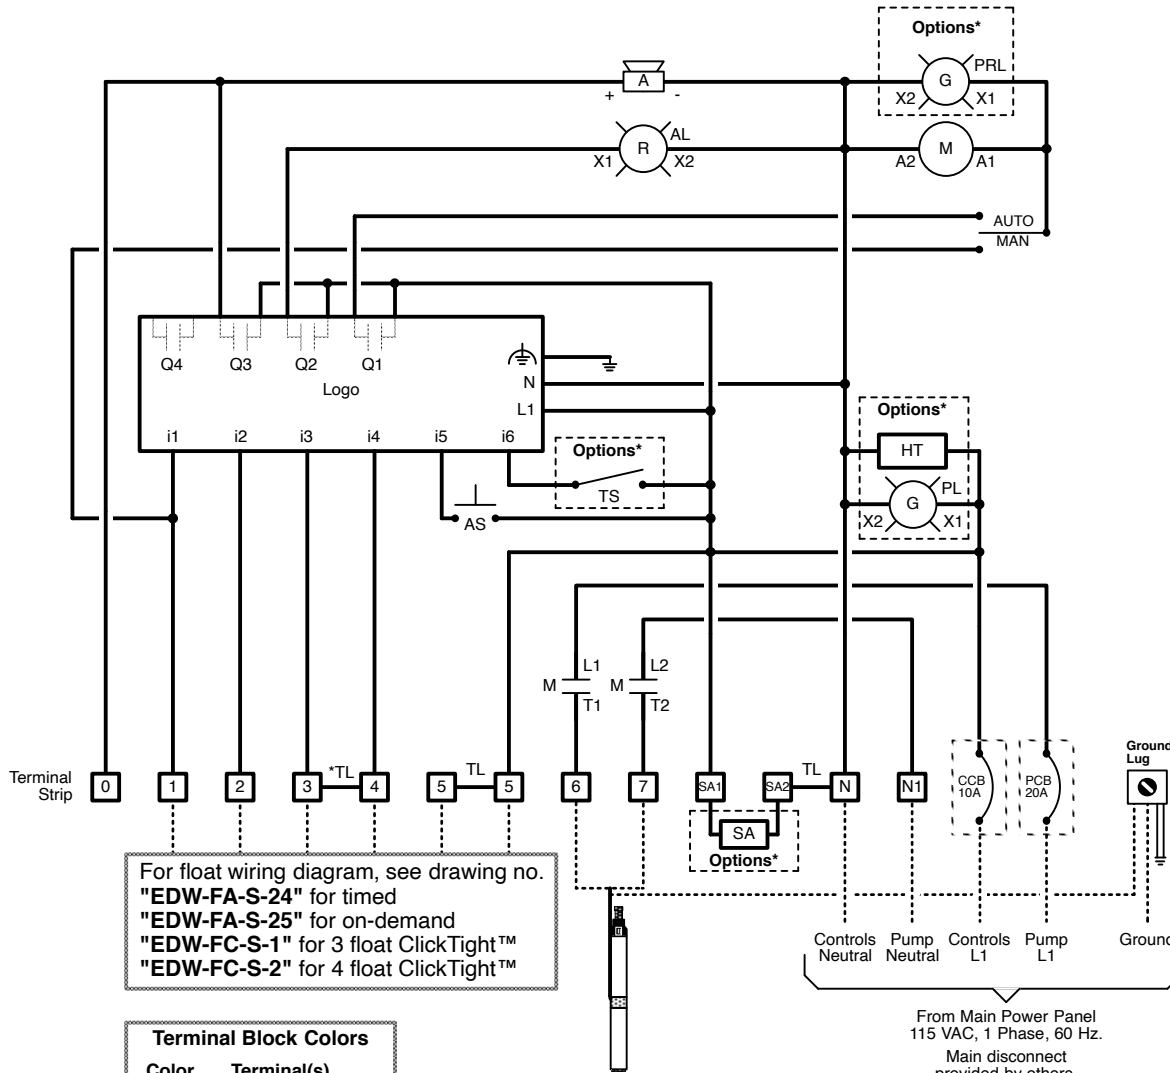 Options*
G
PRL
X2
X1
A
+
-
R
AL
X1
X2
M
A2
A1
AUTO
MAN
Q4
Q3
Q2
Q1
Logo
N
L1
i1
i2
i3
i4
i5
i6
Options*
TS
AS
Options*
HT
G
PL
X2
X1
M
L1
T1
M
L2
T2
Terminal
Strip
0
1
2
3
*TL
4
5
TL
5
6
7
SA1
SA2
TL
N
N1
CCB
10A
PCB
20A
Ground
Lug
SA
Options*
For float wiring diagram, see drawing no.
"EDW-FA-S-24" for timed
"EDW-FA-S-25" for on-demand
"EDW-FC-S-1" for 3 float ClickTight™
"EDW-FC-S-2" for 4 float ClickTight™
Controls
Neutral
Pump
Neutral
Controls
L1
Pump
L1
Ground
From Main Power Panel
115 VAC, 1 Phase, 60 Hz.
Main disconnect
provided by others
Terminal Block Colors
Color
Terminal(s)